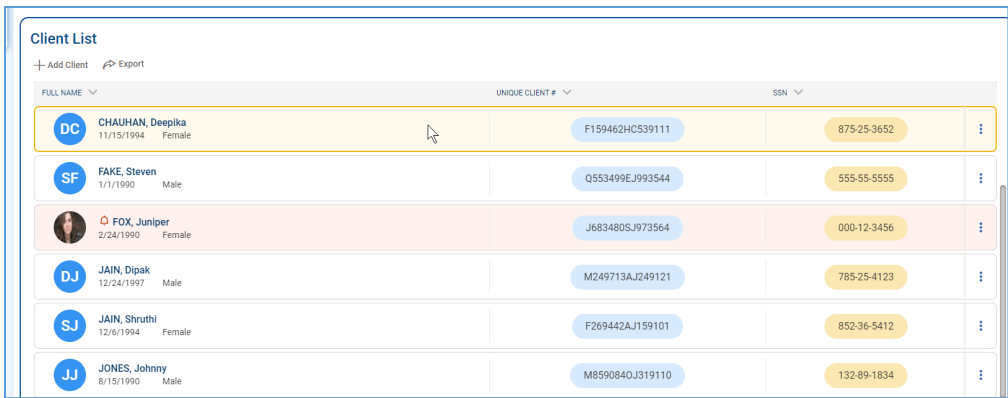 Client List
Add Client Export
FULL NAME UNIQUE CLIENT # SSN
DC CHAUHAN, Deepika F159462HC539111 875-25-3652
11/15/1994 Female
SF FAKE, Steven Q553499EJ993544 555-55-5555
1/1/1990 Male
FOX, Juniper J683480SJ973564 000-12-3456
2/24/1990 Female
DJ JAIN, Dipak M249713AJ249121 785-25-4123
12/24/1997 Male
SJ JAIN, Shruthi F269442AJ159101 852-36-5412
12/6/1994 Female
JJ JONES, Johnny M859084OJ319110 132-89-1834
8/15/1990 Male